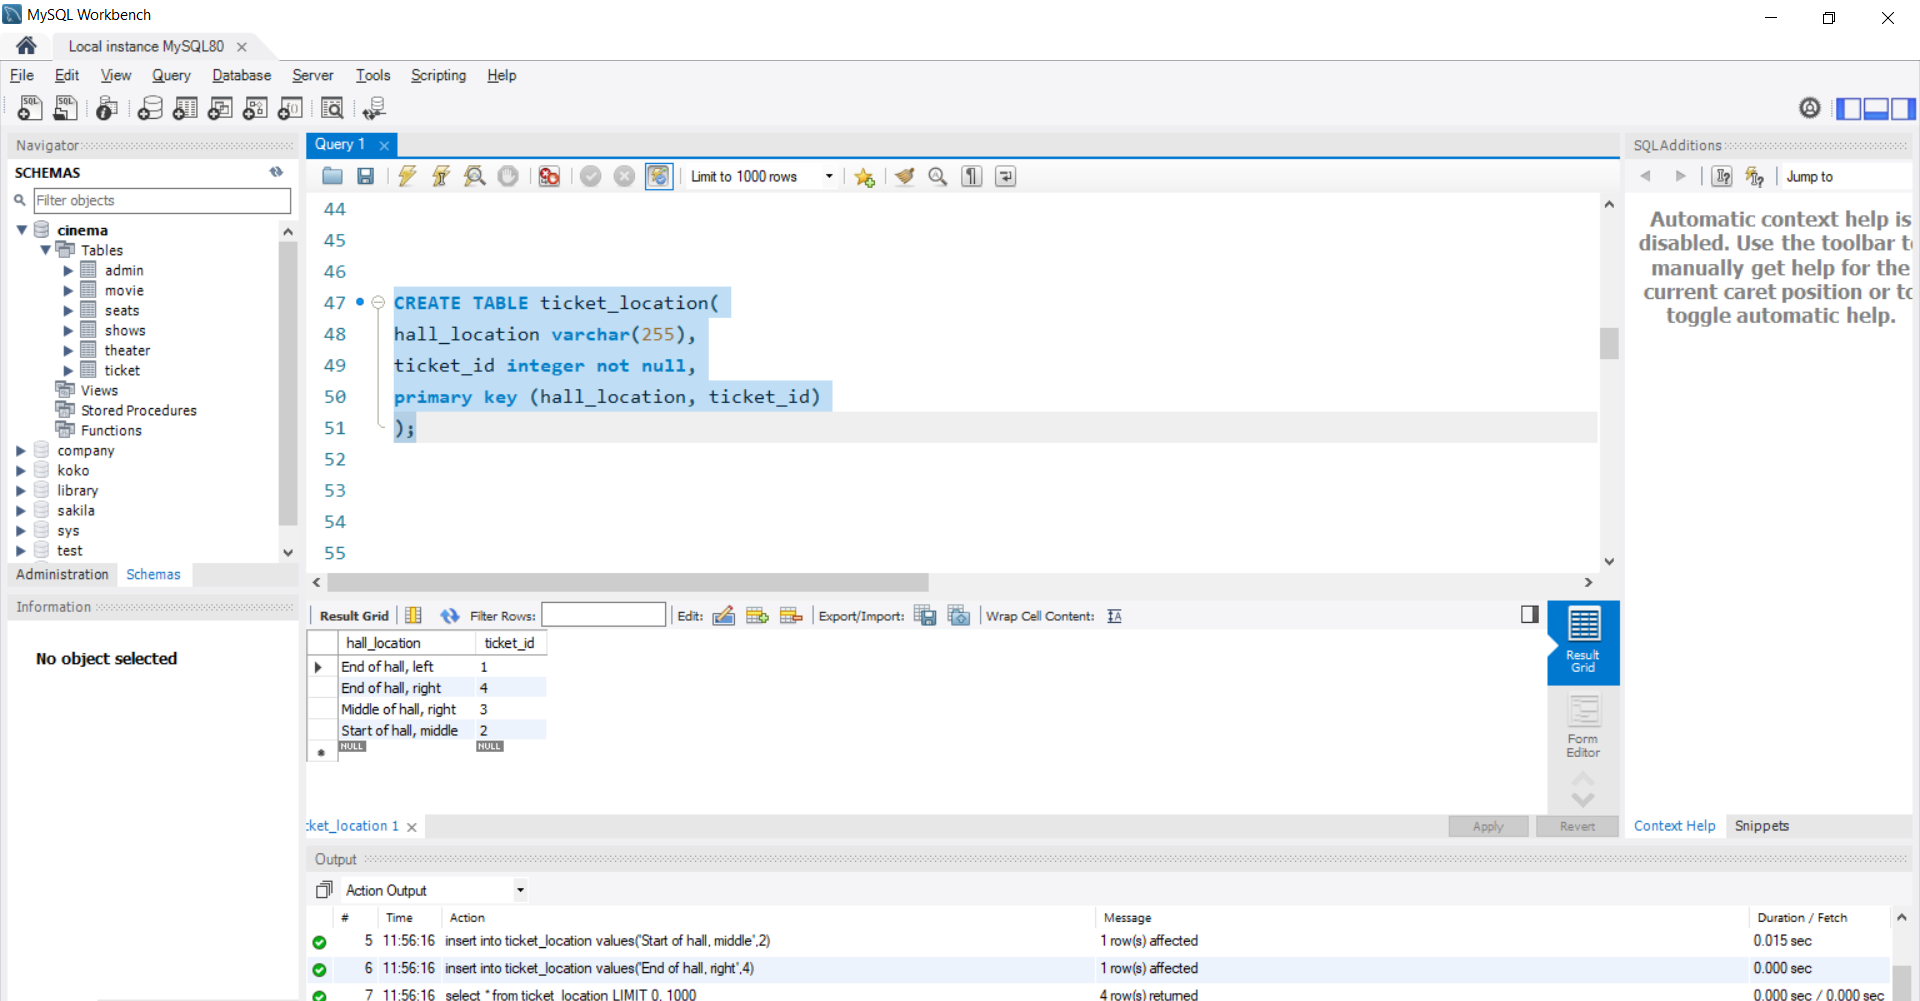 MySQL Workbench
Local instance MySQL80
File Edit View Query Database Server Tools Scripting Help
Navigator
SCHEMAS
Filter objects
cinema
Tables
admin
movie
seats
shows
theater
ticket
Views
Stored Procedures
Functions
company
koko
library
sakila
sys
test
Administration Schemas
Information
No object selected
Query 1
Limit to 1000 rows
44
45
46
47 CREATE TABLE ticket_location(
48 hall_location varchar(255),
49 ticket_id integer not null,
50 primary key (hall_location, ticket_id)
51 );
52
53
54
55
Result Grid Filter Rows: Edit: Export/Import: Wrap Cell Content:
hall_location ticket_id
End of hall, left 1
End of hall, right 4
Middle of hall, right 3
Start of hall, middle 2
NULL NULL
Result Grid
Form Editor
cket_location 1
Apply Revert
SQLAdditions
Jump to
Automatic context help is
disabled. Use the toolbar t
manually get help for the
current caret position or to
toggle automatic help.
Context Help Snippets
Output
Action Output
# Time Action Message Duration / Fetch
5 11:56:16 insert into ticket_location values('Start of hall, middle',2) 1 row(s) affected 0.015 sec
6 11:56:16 insert into ticket_location values('End of hall, right',4) 1 row(s) affected 0.000 sec
7 11:56:16 select * from ticket_location LIMIT 0, 1000 4 row(s) returned 0.000 sec / 0.000 sec